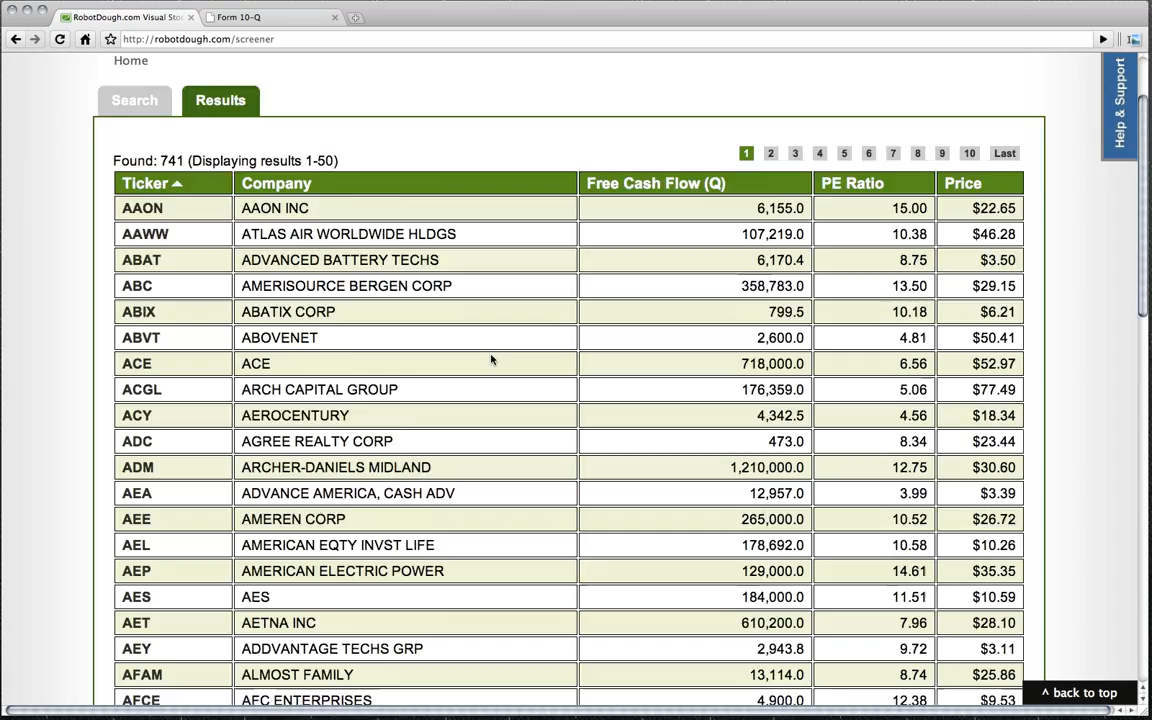 RobotDough.com Visual Stoc
Form 10-Q
http://robotdough.com/screener
Home
Help & Support
Search
Results
Found: 741 (Displaying results 1-50)
1 2 3 4 5 6 7 8 9 10 Last
Ticker Company Free Cash Flow (Q) PE Ratio Price
AAON AAON INC 6,155.0 15.00 $22.65
AAWW ATLAS AIR WORLDWIDE HLDGS 107,219.0 10.38 $46.28
ABAT ADVANCED BATTERY TECHS 6,170.4 8.75 $3.50
ABC AMERISOURCE BERGEN CORP 358,783.0 13.50 $29.15
ABIX ABATIX CORP 799.5 10.18 $6.21
ABVT ABOVENET 2,600.0 4.81 $50.41
ACE ACE 718,000.0 6.56 $52.97
ACGL ARCH CAPITAL GROUP 176,359.0 5.06 $77.49
ACY AEROCENTURY 4,342.5 4.56 $18.34
ADC AGREE REALTY CORP 473.0 8.34 $23.44
ADM ARCHER-DANIELS MIDLAND 1,210,000.0 12.75 $30.60
AEA ADVANCE AMERICA, CASH ADV 12,957.0 3.99 $3.39
AEE AMEREN CORP 265,000.0 10.52 $26.72
AEL AMERICAN EQTY INVST LIFE 178,692.0 10.58 $10.26
AEP AMERICAN ELECTRIC POWER 129,000.0 14.61 $35.35
AES AES 184,000.0 11.51 $10.59
AET AETNA INC 610,200.0 7.96 $28.10
AEY ADDVANTAGE TECHS GRP 2,943.8 9.72 $3.11
AFAM ALMOST FAMILY 13,114.0 8.74 $25.86
AFCE AFC ENTERPRISES 4,900.0 12.38 $9.53
^ back to top